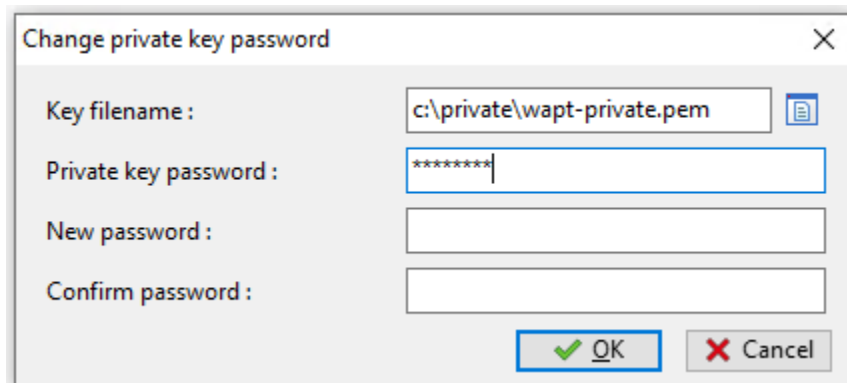 Change private key password
Key filename :
c:\private\wapt-private.pem
Private key password :
********
New password :
Confirm password :
OK
Cancel